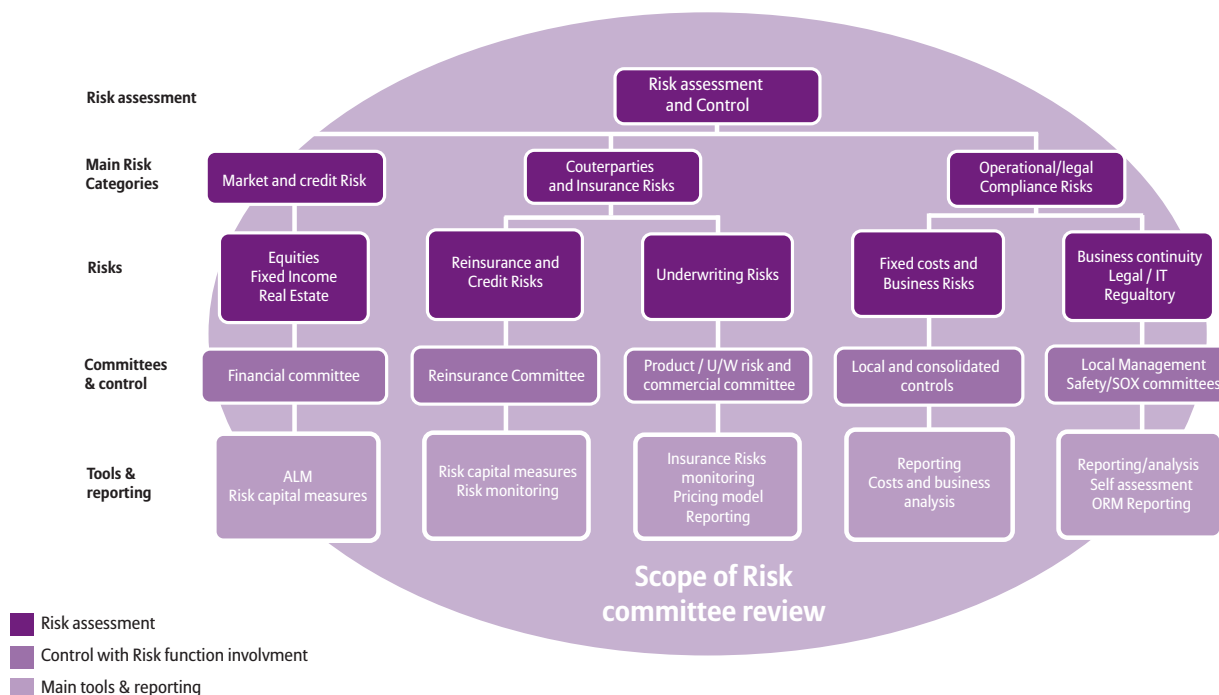 Risk assessment
Risk assessment
and Control
Main Risk
Categories
Market and credit Risk
Couterparties
and Insurance Risks
Operational/legal
Compliance Risks
Risks
Equities
Fixed Income
Real Estate
Reinsurance and
Credit Risks
Underwriting Risks
Fixed costs and
Business Risks
Business continuity
Legal / IT
Regualtory
Committees
& control
Financial committee
Reinsurance Committee
Product / U/W risk and
commercial committee
Local and consolidated
controls
Local Management
Safety/SOX committees
Tools &
reporting
ALM
Risk capital measures
Risk capital measures
Risk monitoring
Insurance Risks
monitoring
Pricing model
Reporting
Reporting
Costs and business
analysis
Reporting/analysis
Self assessment
ORM Reporting
Scope of Risk
committee review
Risk assessment
Control with Risk function involvment
Main tools & reporting